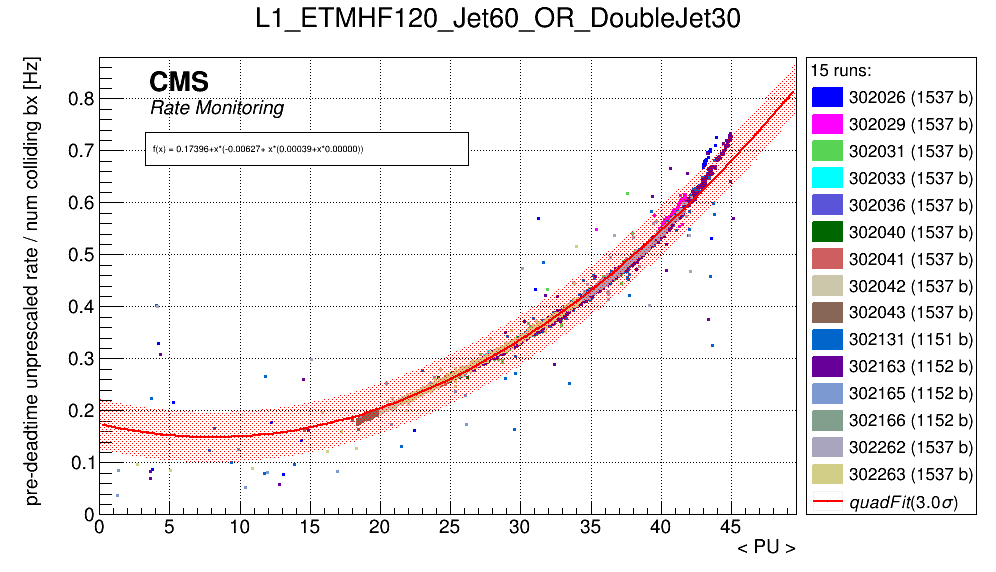 L1_ETMHF120_Jet60_OR_DoubleJet30
pre-deadtime unprescaled rate / num colliding bx [Hz]
CMS
Rate Monitoring
f(x) = 0.17396+x*(-0.00627+ x*(0.00039+x*0.00000))
0.8
0.7
0.6
0.5
0.4
0.3
0.2
0.1
0
0 5 10 15 20 25 30 35 40 45
< PU >
15 runs:
302026 (1537 b)
302029 (1537 b)
302031 (1537 b)
302033 (1537 b)
302036 (1537 b)
302040 (1537 b)
302041 (1537 b)
302042 (1537 b)
302043 (1537 b)
302131 (1151 b)
302163 (1152 b)
302165 (1152 b)
302166 (1152 b)
302262 (1537 b)
302263 (1537 b)
quadFit(3.0σ)